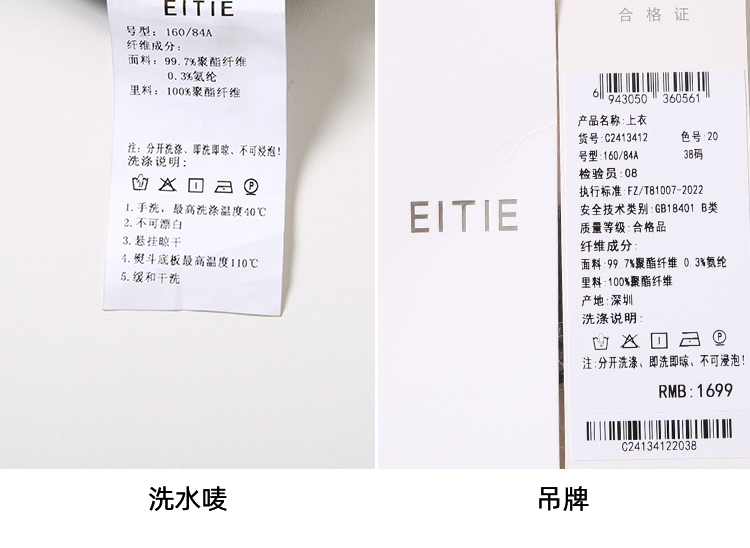 EITIE
号型: 160/84A
纤维成分:
面料: 99.7%聚酯纤维
0.3%氨纶
里料: 100%聚酯纤维
注: 分开洗涤、即洗即晾、不可浸泡!
洗涤说明:
1.手洗, 最高洗涤温度40℃
2.不可漂白
3.悬挂晾干
4.熨斗底板最高温度110℃
5.缓和干洗
洗水唛
EITIE
合格证
6 943050 360561
产品名称:上衣
货号:C2413412 色号:20
号型:160/84A 38码
检验员:08
执行标准:FZ/T81007-2022
安全技术类别:GB18401 B类
质量等级:合格品
纤维成分:
面料:99.7%聚酯纤维 0.3%氨纶
里料:100%聚酯纤维
产地:深圳
洗涤说明:
注:分开洗涤、即洗即晾、不可浸泡!
RMB:1699
C24134122038
吊牌